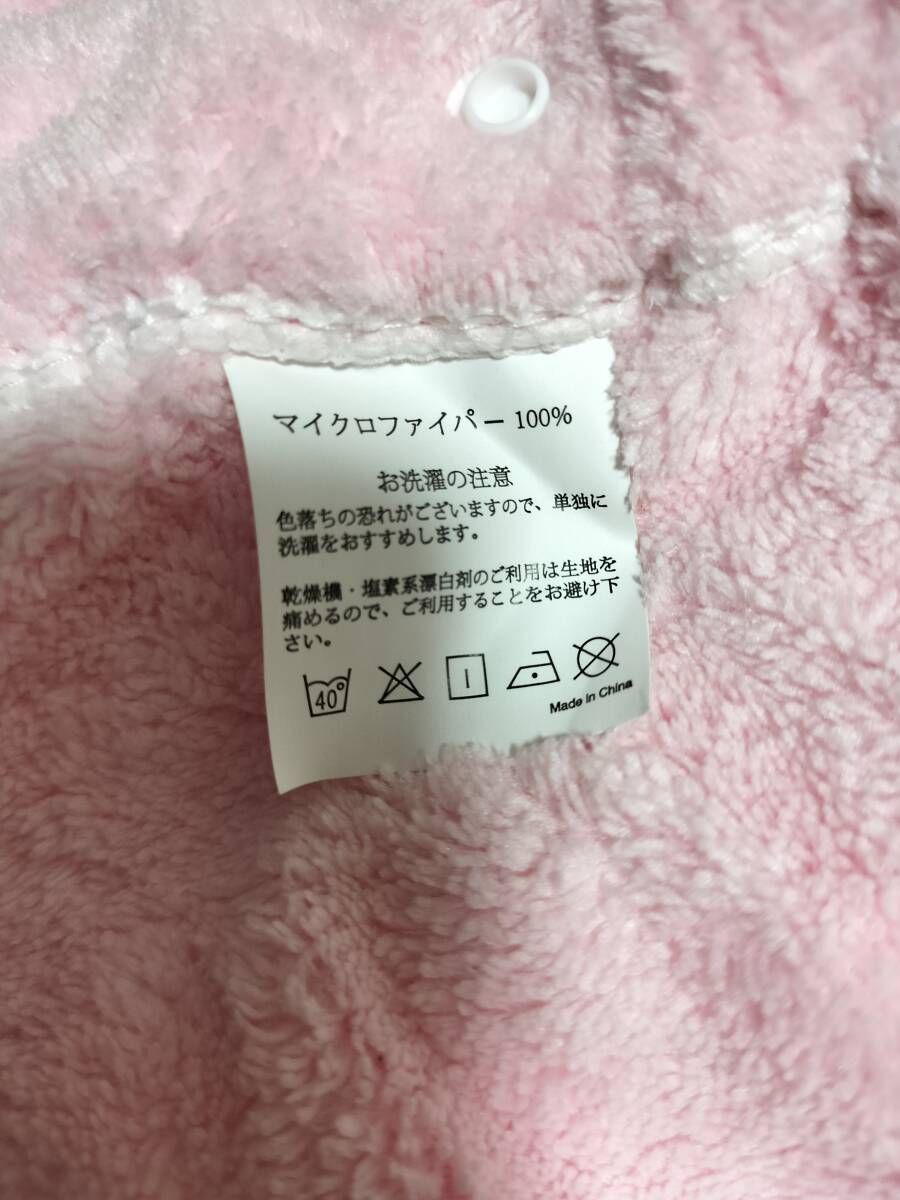 マイクロファイバー 100%
お洗濯の注意
色落ちの恐れがございますので、単独に
洗濯をおすすめします。
乾燥機・塩素系漂白剤のご利用は生地を
痛めるので、ご利用することをお避け下
さい。
40°
Made in China